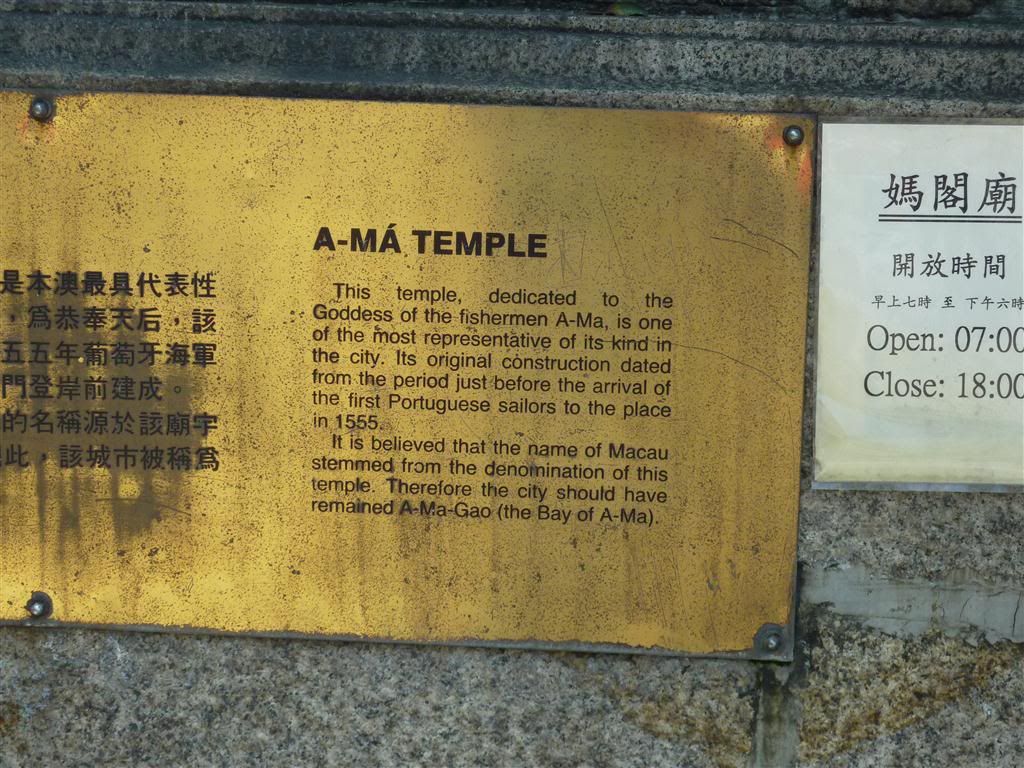 是本澳最具代表性
，爲恭奉天后，該
五五年葡萄牙海軍
門登岸前建成。
的名稱源於該廟宇
此，該城市被稱爲
A-MÁ TEMPLE
This temple, dedicated to the
Goddess of the fishermen A-Ma, is one
of the most representative of its kind in
the city. Its original construction dated
from the period just before the arrival of
the first Portuguese sailors to the place
in 1555.
It is believed that the name of Macau
stemmed from the denomination of this
temple. Therefore the city should have
remained A-Ma-Gao (the Bay of A-Ma).
媽閣廟
開放時間
早上七時 至 下午六時
Open: 07:00
Close: 18:00